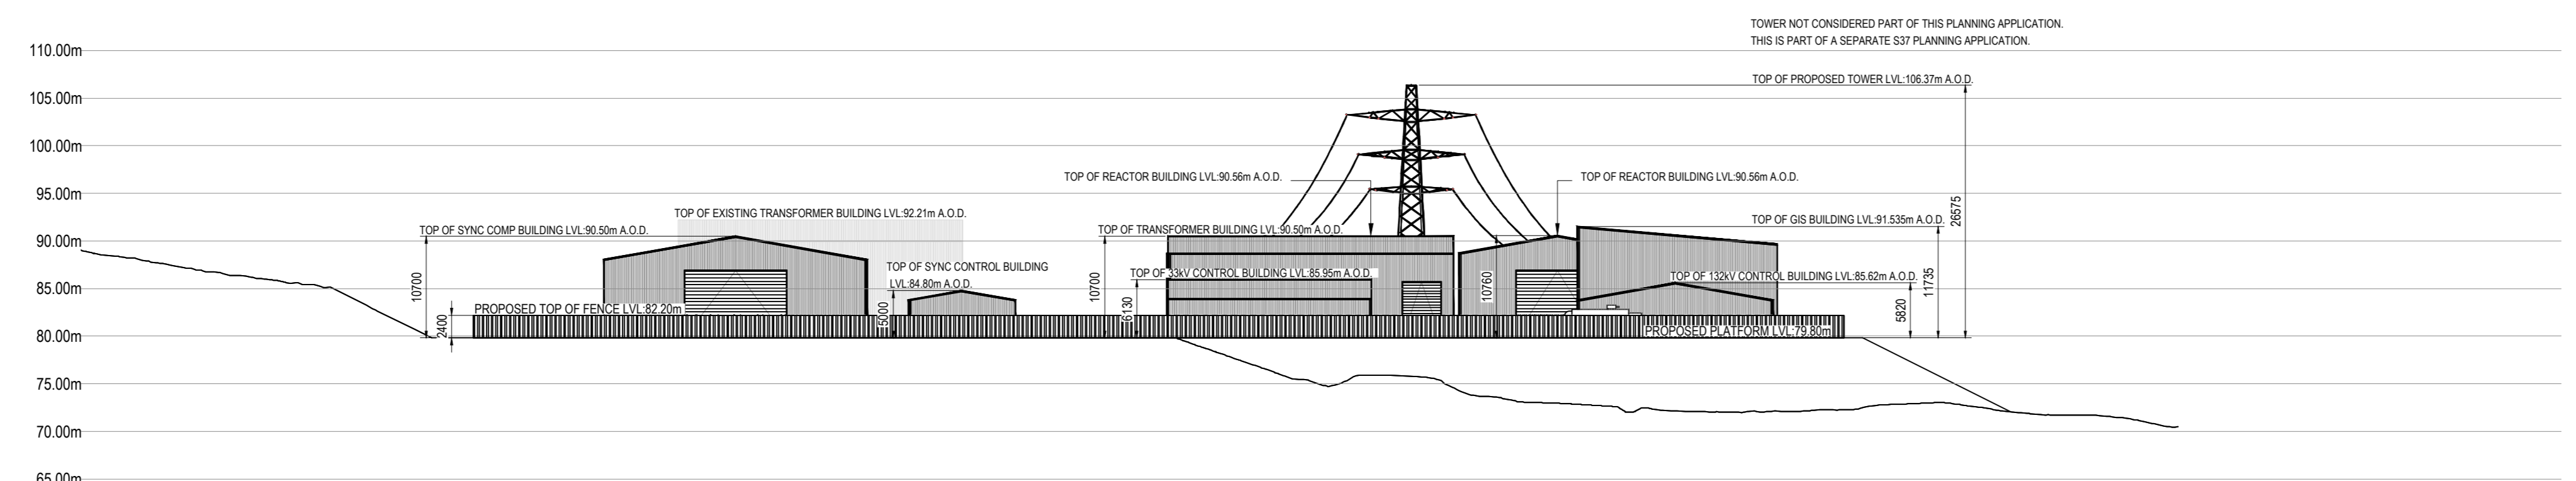 TOWER NOT CONSIDERED PART OF THIS PLANNING APPLICATION.
THIS IS PART OF A SEPARATE S37 PLANNING APPLICATION.
110.00m
TOP OF PROPOSED TOWER LVL:106.37m A.O.D.
105.00m
100.00m
95.00m
TOP OF REACTOR BUILDING LVL:90.56m A.O.D.
TOP OF REACTOR BUILDING LVL:90.56m A.O.D.
26575
TOP OF EXISTING TRANSFORMER BUILDING LVL:92.21m A.O.D.
TOP OF GIS BUILDING LVL:91.535m A.O.D.
TOP OF SYNC COMP BUILDING LVL:90.50m A.O.D.
TOP OF TRANSFORMER BUILDING LVL:90.50m A.O.D.
90.00m
TOP OF SYNC CONTROL BUILDING
LVL:84.80m A.O.D.
TOP OF 33kV CONTROL BUILDING LVL:85.95m A.O.D.
TOP OF 132kV CONTROL BUILDING LVL:85.62m A.O.D.
10700
10700
10760
11735
85.00m
PROPOSED TOP OF FENCE LVL:82.20m
2400
5000
6130
5820
PROPOSED PLATFORM LVL:79.80m
80.00m
75.00m
70.00m
65.00m